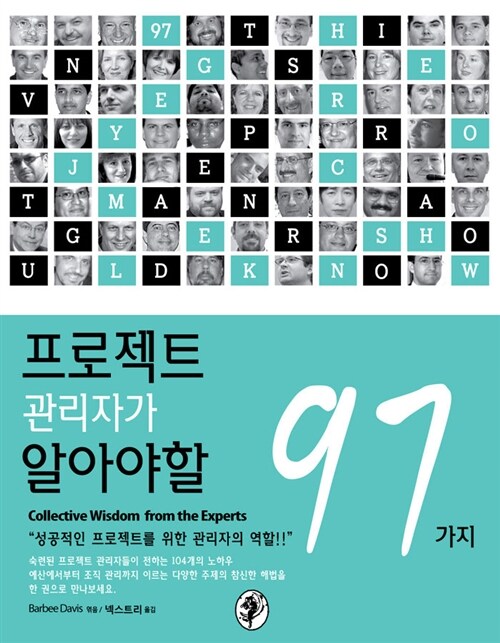 97 T H I
N G S E
V E R
Y P R O
J E C
T M A N A
G E R S H O
U L D K N O W
프로젝트
관리자가
알아야할
97
가지
Collective Wisdom from the Experts
“성공적인 프로젝트를 위한 관리자의 역할!!”
숙련된 프로젝트 관리자들이 전하는 104개의 노하우
예산에서부터 조직 관리까지 이르는 다양한 주제의 참신한 해법을
한 권으로 만나보세요.
Barbee Davis 엮음 / 넥스트리 옮김